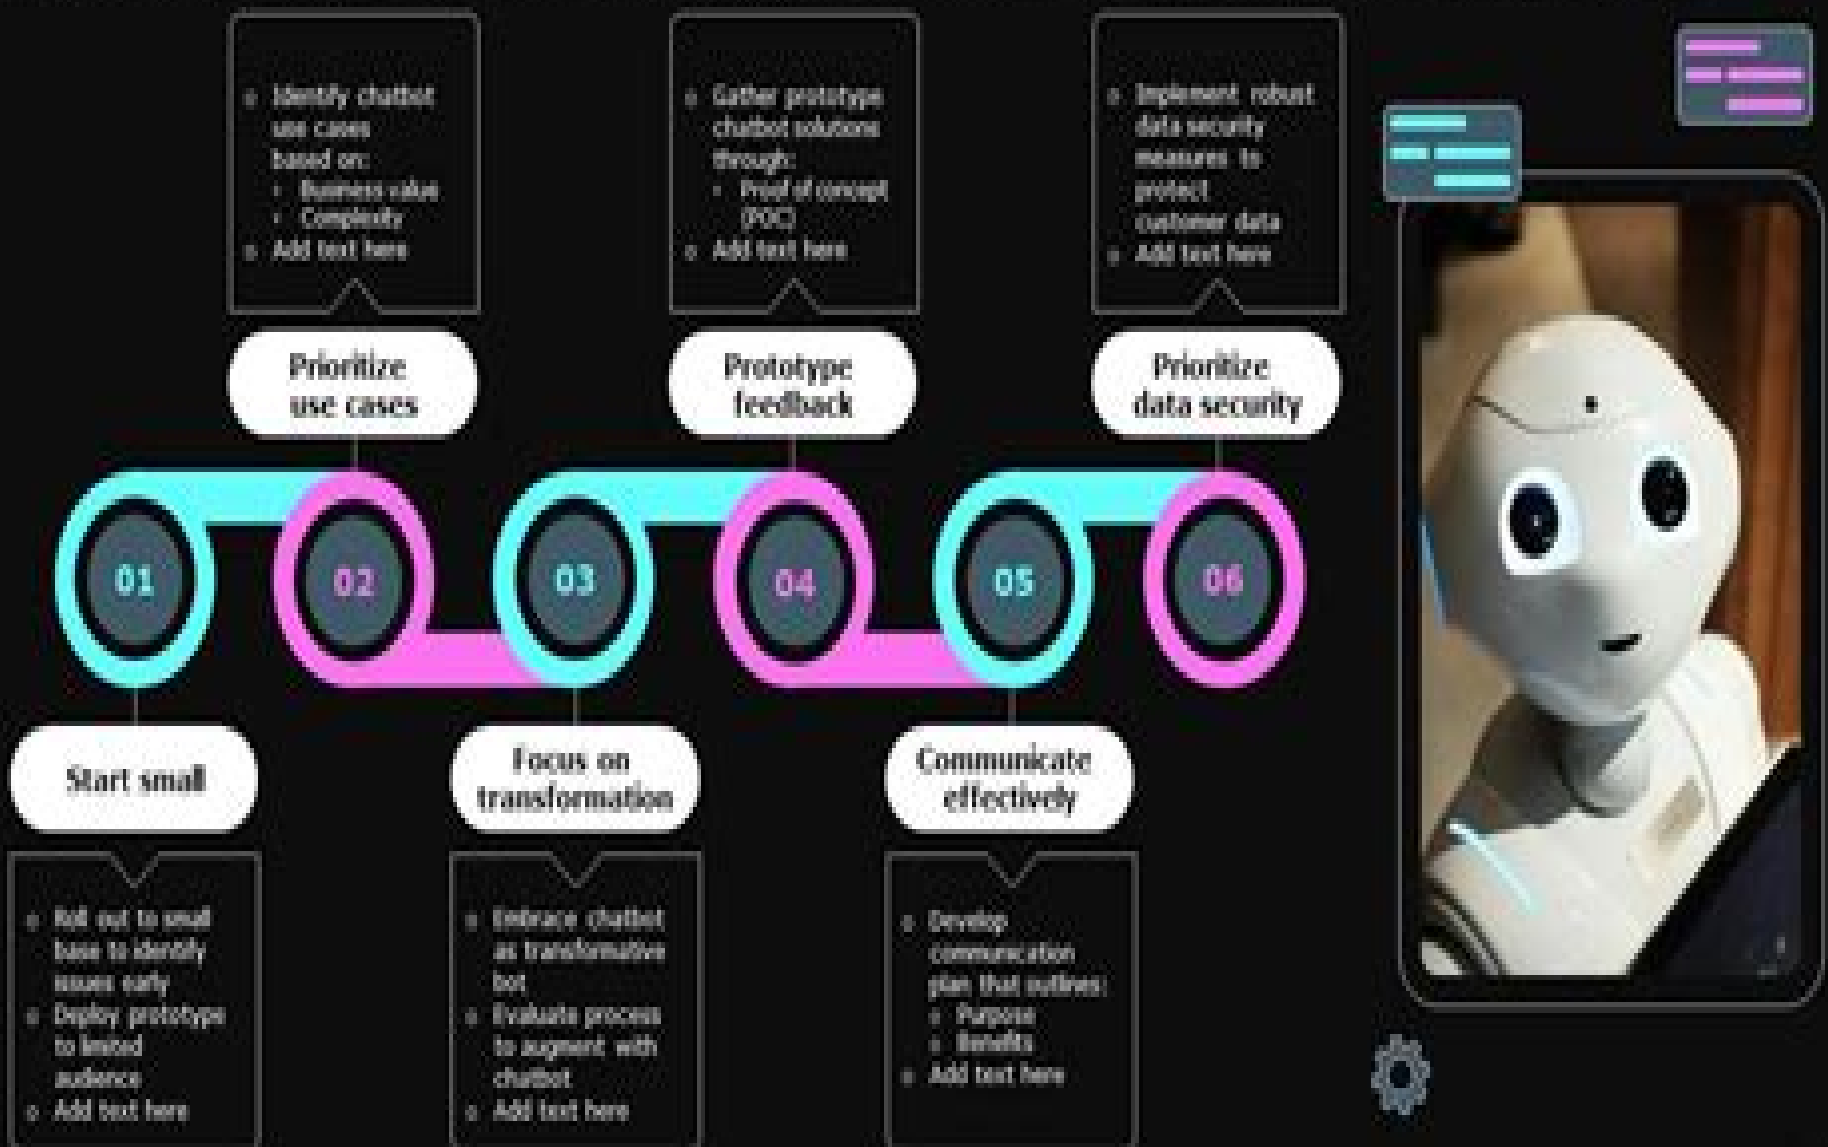 Identify chatbot
use cases
based on:
Business value
Complexity
Add text here
Gather prototype
chatbot solutions
through:
Proof of concept
(POC)
Add text here
Implement robust
data security
measures to
protect
customer data
Add text here
Prioritize
use cases
Prototype
feedback
Prioritize
data security
01
02
03
04
05
06
Start small
Focus on
transformation
Communicate
effectively
Roll out to small
base to identify
issues early
Deploy prototype
to limited
audience
Add text here
Embrace chatbot
as transformative
bot
Evaluate process
to augment with
chatbot
Add text here
Develop
communication
plan that outlines:
Purpose
Benefits
Add text here